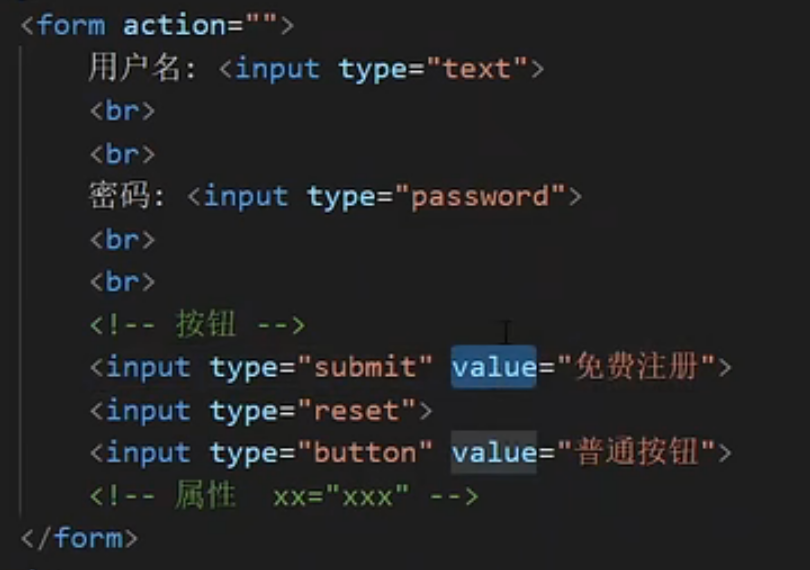 <form action="">
用户名: <input type="text">
<br>
<br>
密码: <input type="password">
<br>
<br>
<!-- 按钮 -->
<input type="submit" value="免费注册">
<input type="reset">
<input type="button" value="普通按钮">
<!-- 属性  xx="xxx" -->
</form>